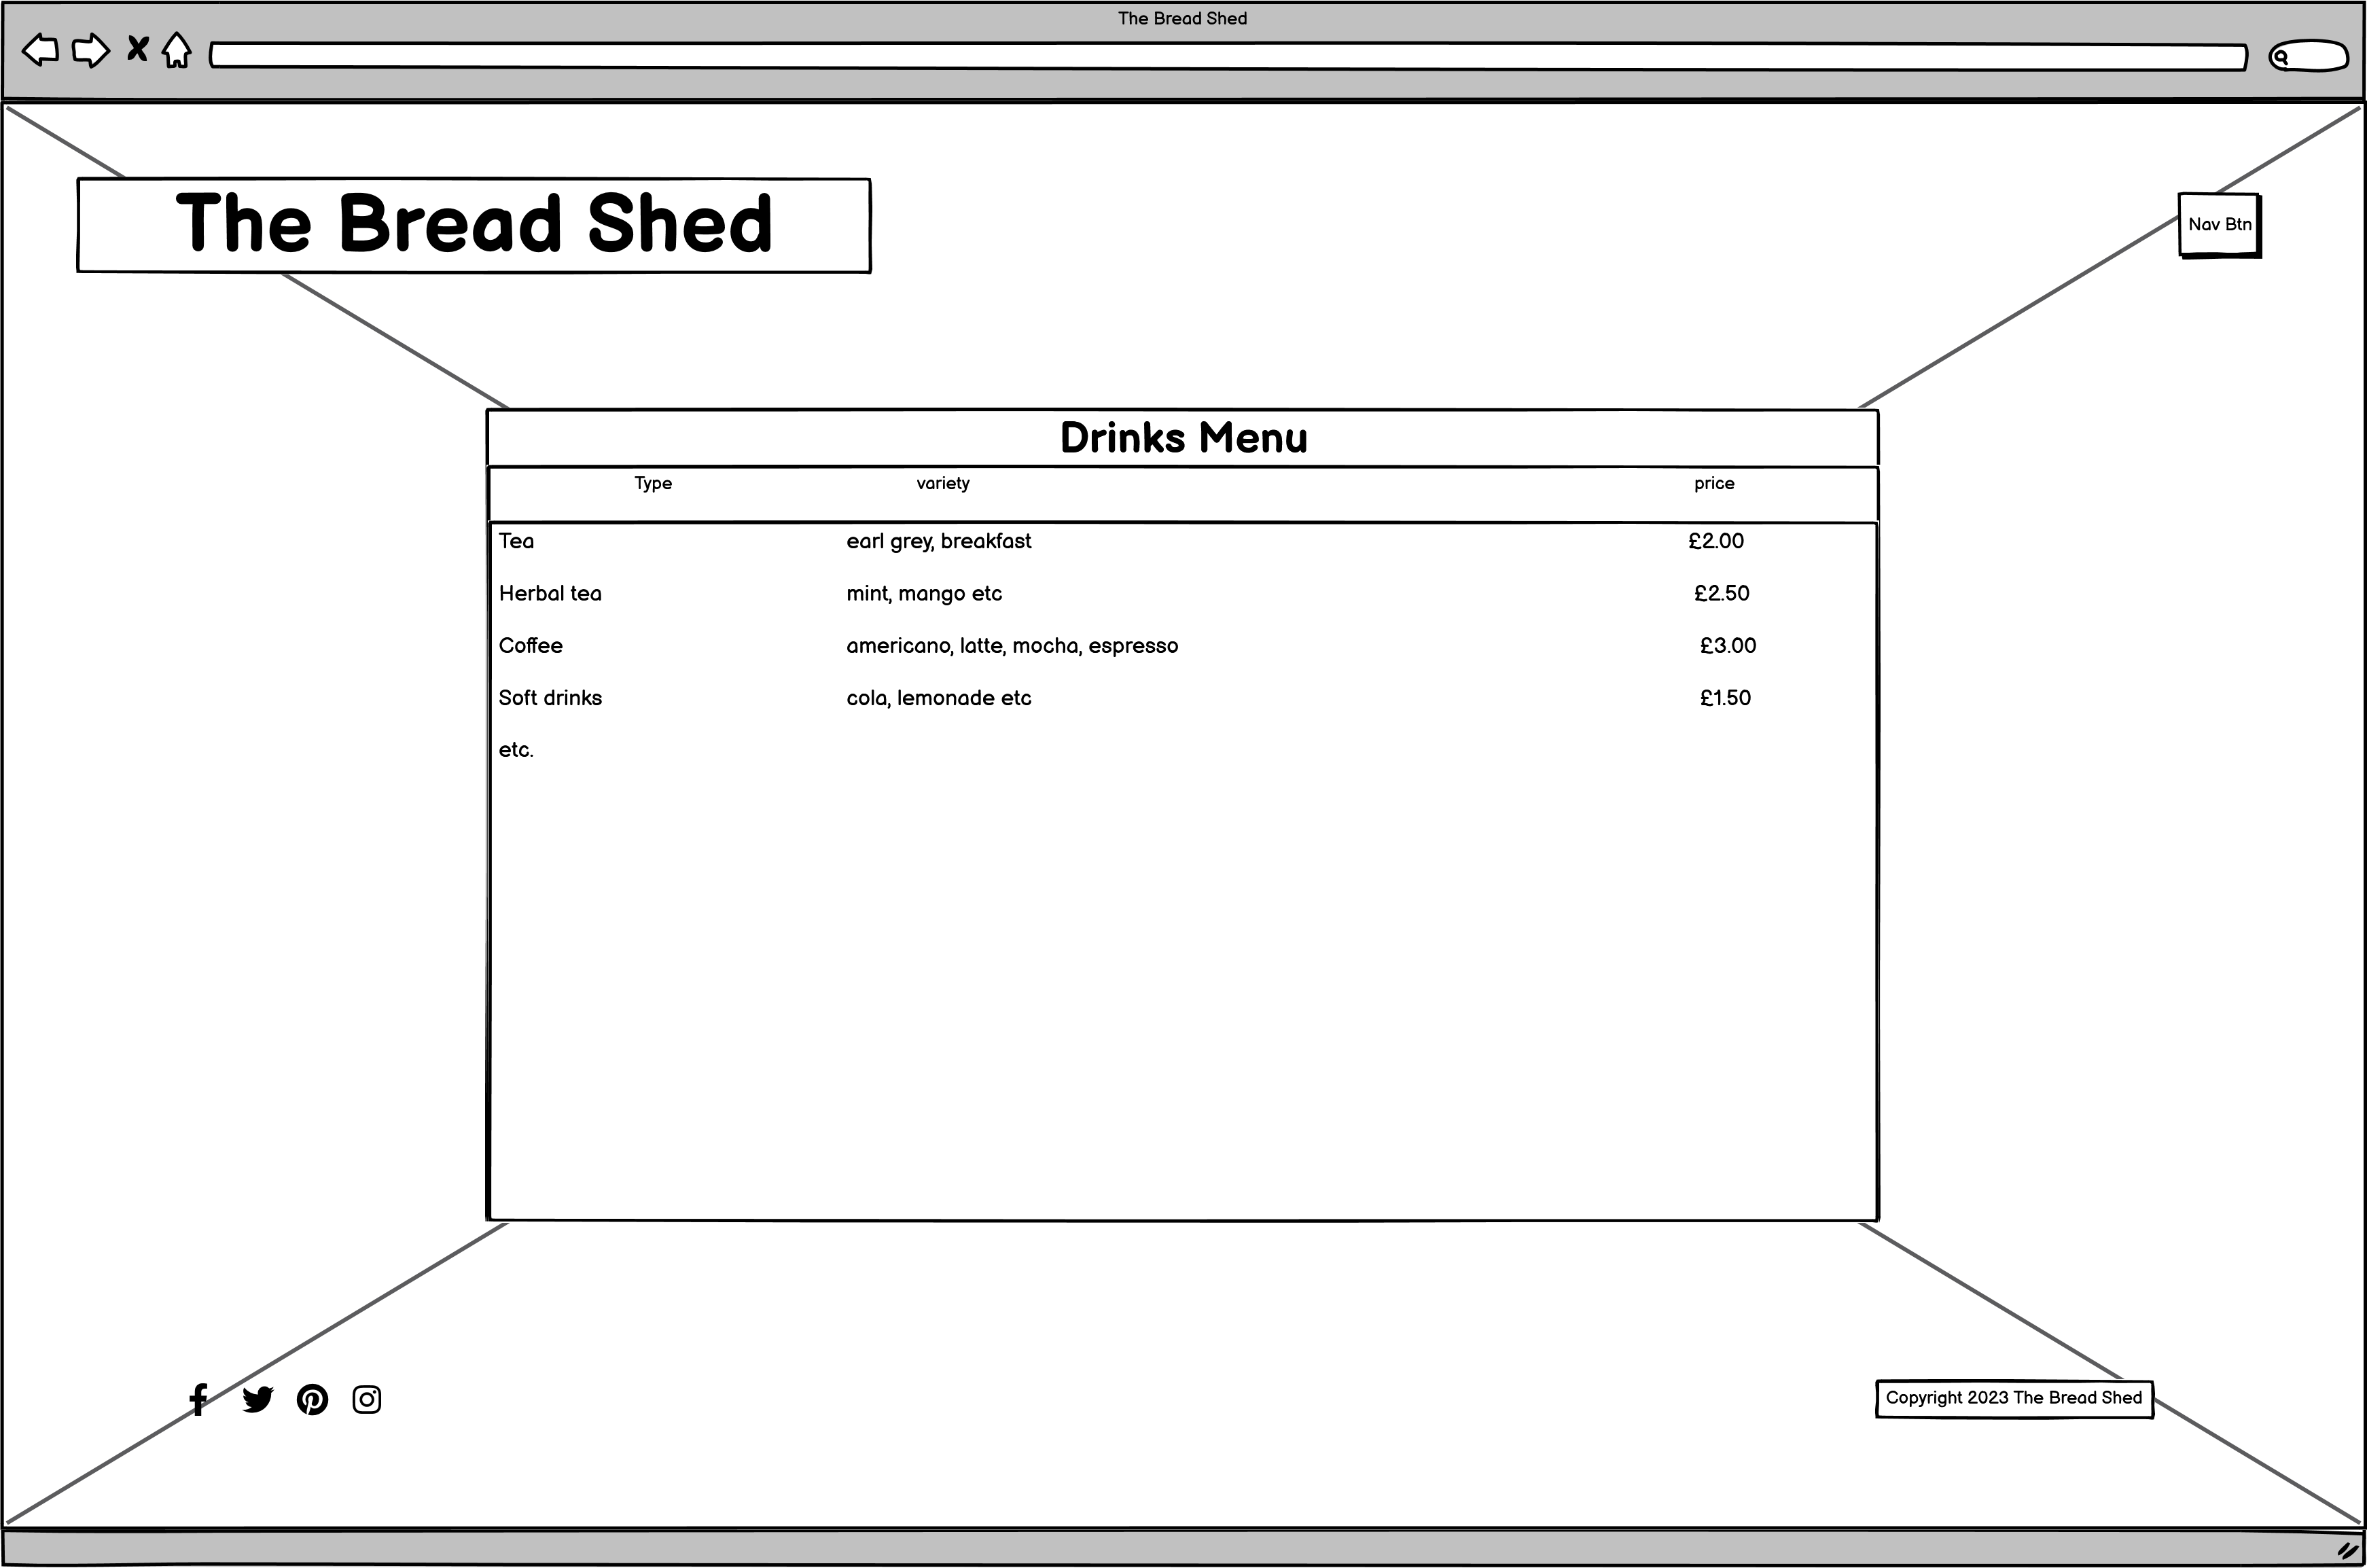 The Bread Shed
The Bread Shed
Nav Btn
Drinks Menu
Type variety price
Tea earl grey, breakfast £2.00
Herbal tea mint, mango etc £2.50
Coffee americano, latte, mocha, espresso £3.00
Soft drinks cola, lemonade etc £1.50
etc.
Copyright 2023 The Bread Shed